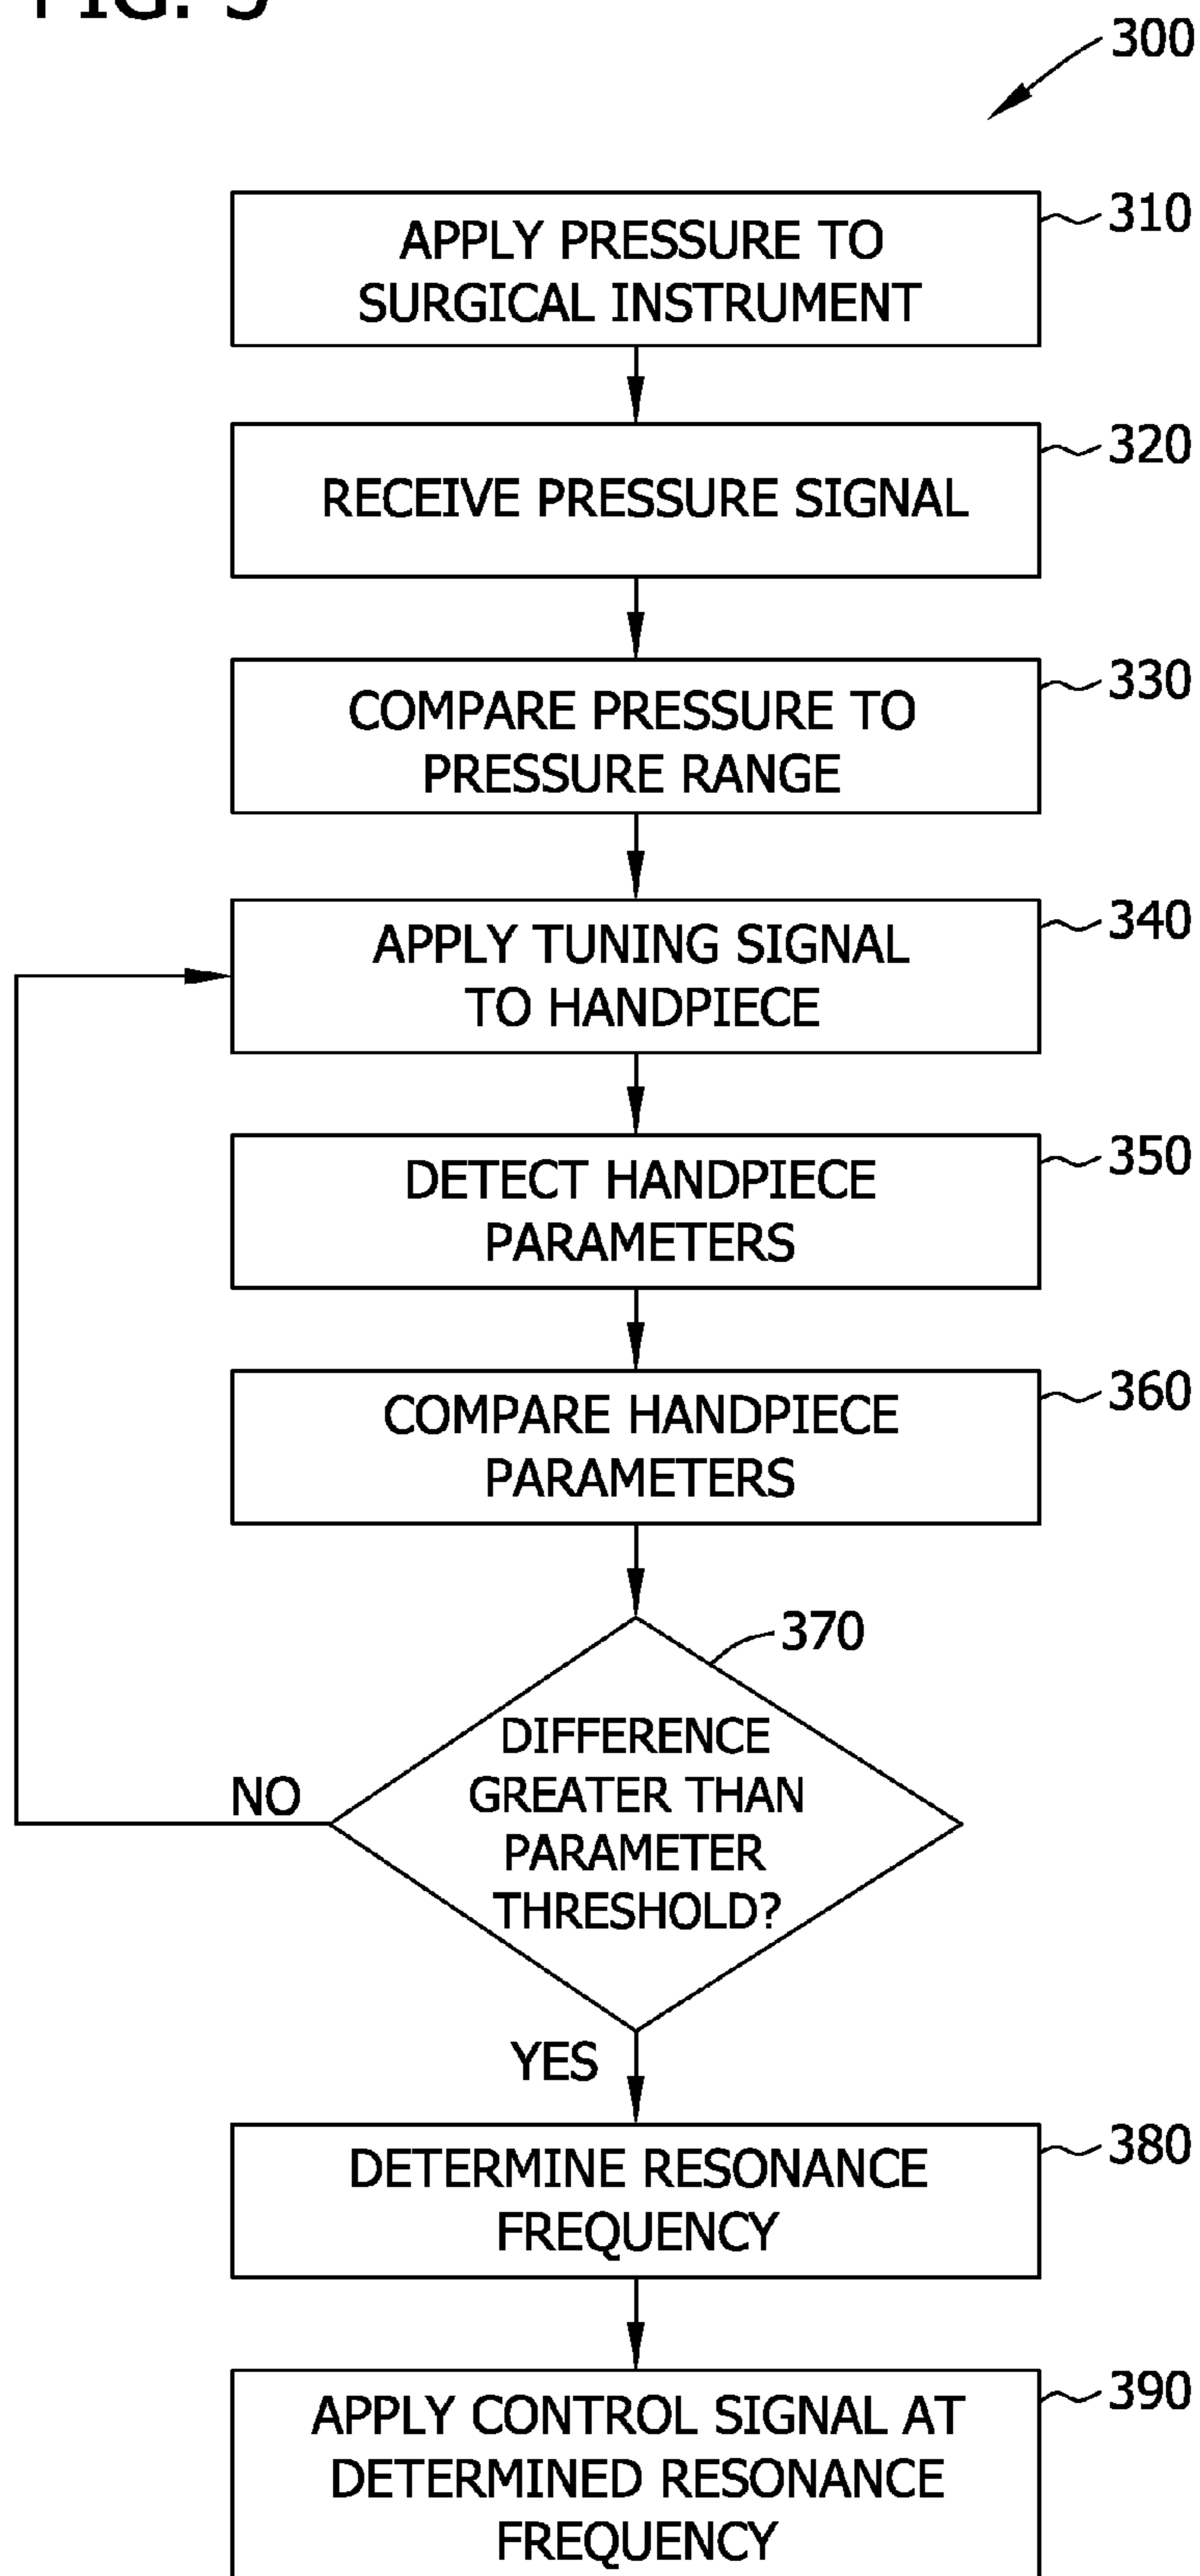 FIG. 3
300
APPLY PRESSURE TO
SURGICAL INSTRUMENT
310
RECEIVE PRESSURE SIGNAL
320
COMPARE PRESSURE TO
PRESSURE RANGE
330
APPLY TUNING SIGNAL
TO HANDPIECE
340
DETECT HANDPIECE
PARAMETERS
350
COMPARE HANDPIECE
PARAMETERS
360
370
DIFFERENCE
GREATER THAN
PARAMETER
THRESHOLD?
NO
YES
DETERMINE RESONANCE
FREQUENCY
380
APPLY CONTROL SIGNAL AT
DETERMINED RESONANCE
FREQUENCY
390